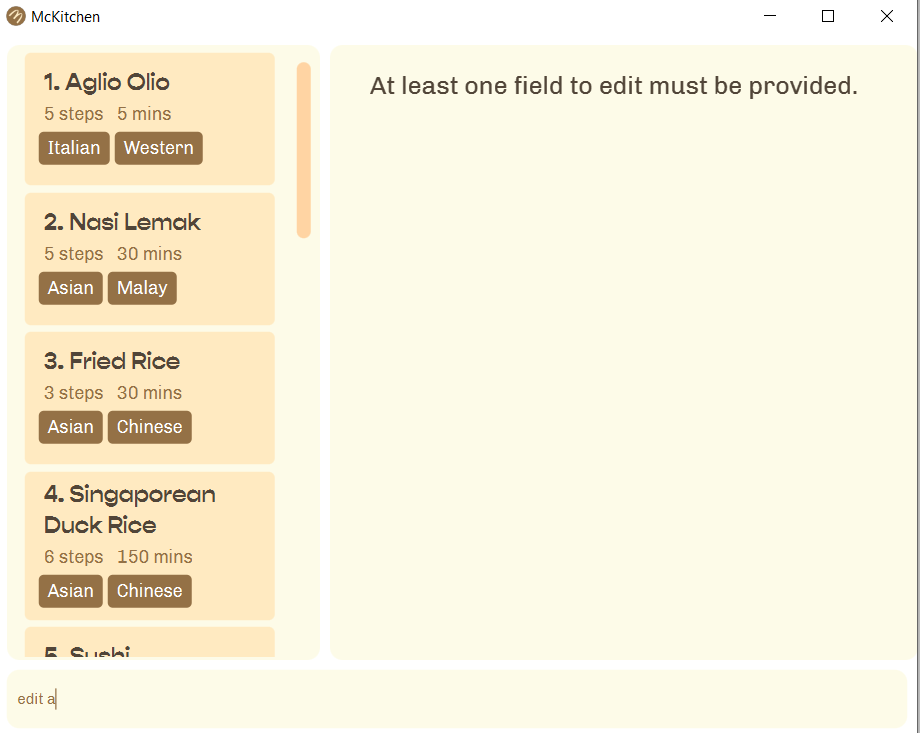 McKitchen
1. Aglio Olio
5 steps 5 mins
Italian Western
2. Nasi Lemak
5 steps 30 mins
Asian Malay
3. Fried Rice
3 steps 30 mins
Asian Chinese
4. Singaporean
Duck Rice
6 steps 150 mins
Asian Chinese
5. Sushi
At least one field to edit must be provided.
edit a